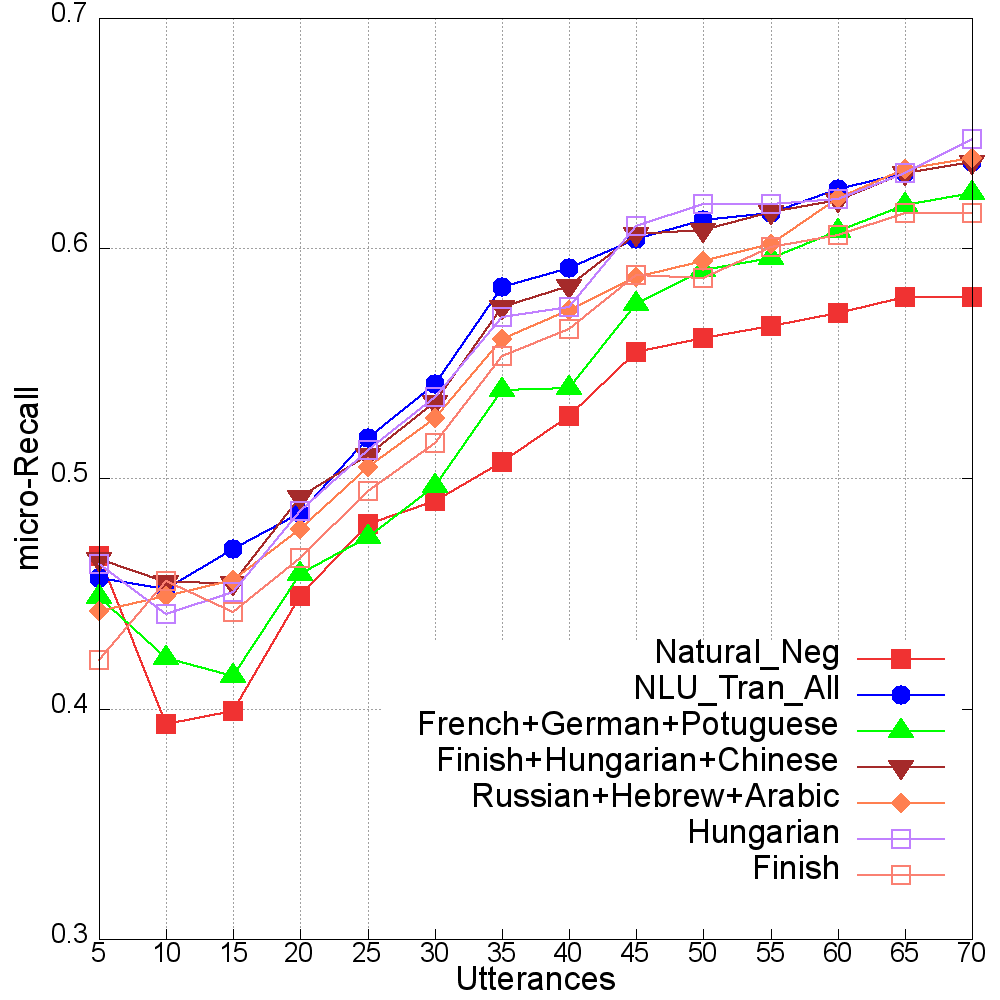 0.7
0.6
0.5
0.4
0.3
micro-Recall
Natural_Neg
NLU_Tran_All
French+German+Potuguese
Finish+Hungarian+Chinese
Russian+Hebrew+Arabic
Hungarian
Finish
5 10 15 20 25 30 35 40 45 50 55 60 65 70
Utterances